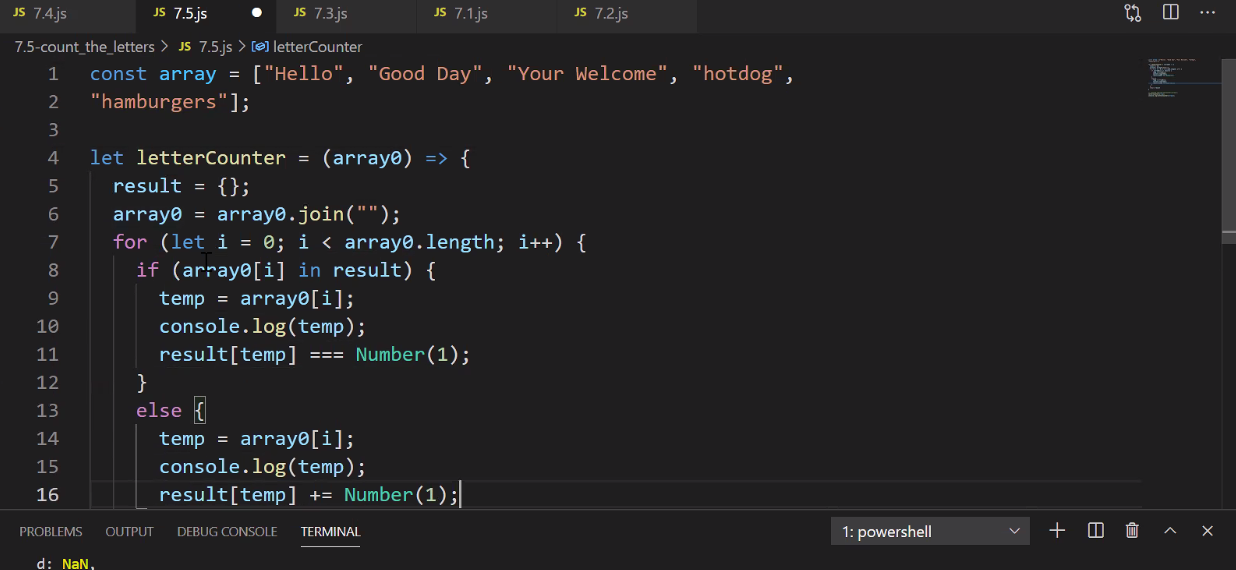 JS 7.4.js JS 7.5.js JS 7.3.js JS 7.1.js JS 7.2.js
7.5-count_the_letters > JS 7.5.js > letterCounter
1 const array = ["Hello", "Good Day", "Your Welcome", "hotdog",
2 "hamburgers"];
3
4 let letterCounter = (array0) => {
5 result = {};
6 array0 = array0.join("");
7 for (let i = 0; i < array0.length; i++) {
8 if (array0[i] in result) {
9 temp = array0[i];
10 console.log(temp);
11 result[temp] === Number(1);
12 }
13 else {
14 temp = array0[i];
15 console.log(temp);
16 result[temp] += Number(1);
PROBLEMS OUTPUT DEBUG CONSOLE TERMINAL 1: powershell
d: NaN,